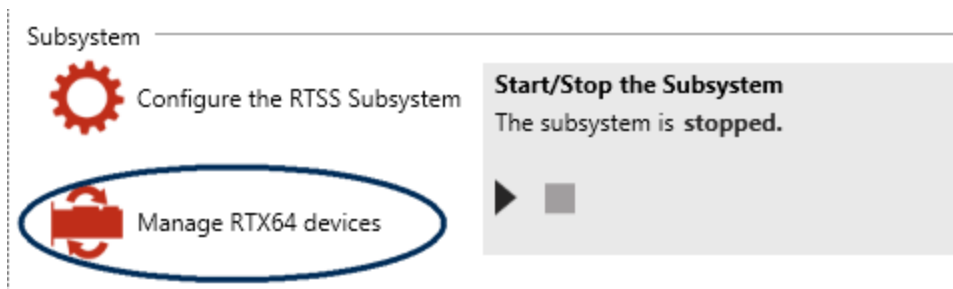 Subsystem
Configure the RTSS Subsystem
Manage RTX64 devices
Start/Stop the Subsystem
The subsystem is stopped.